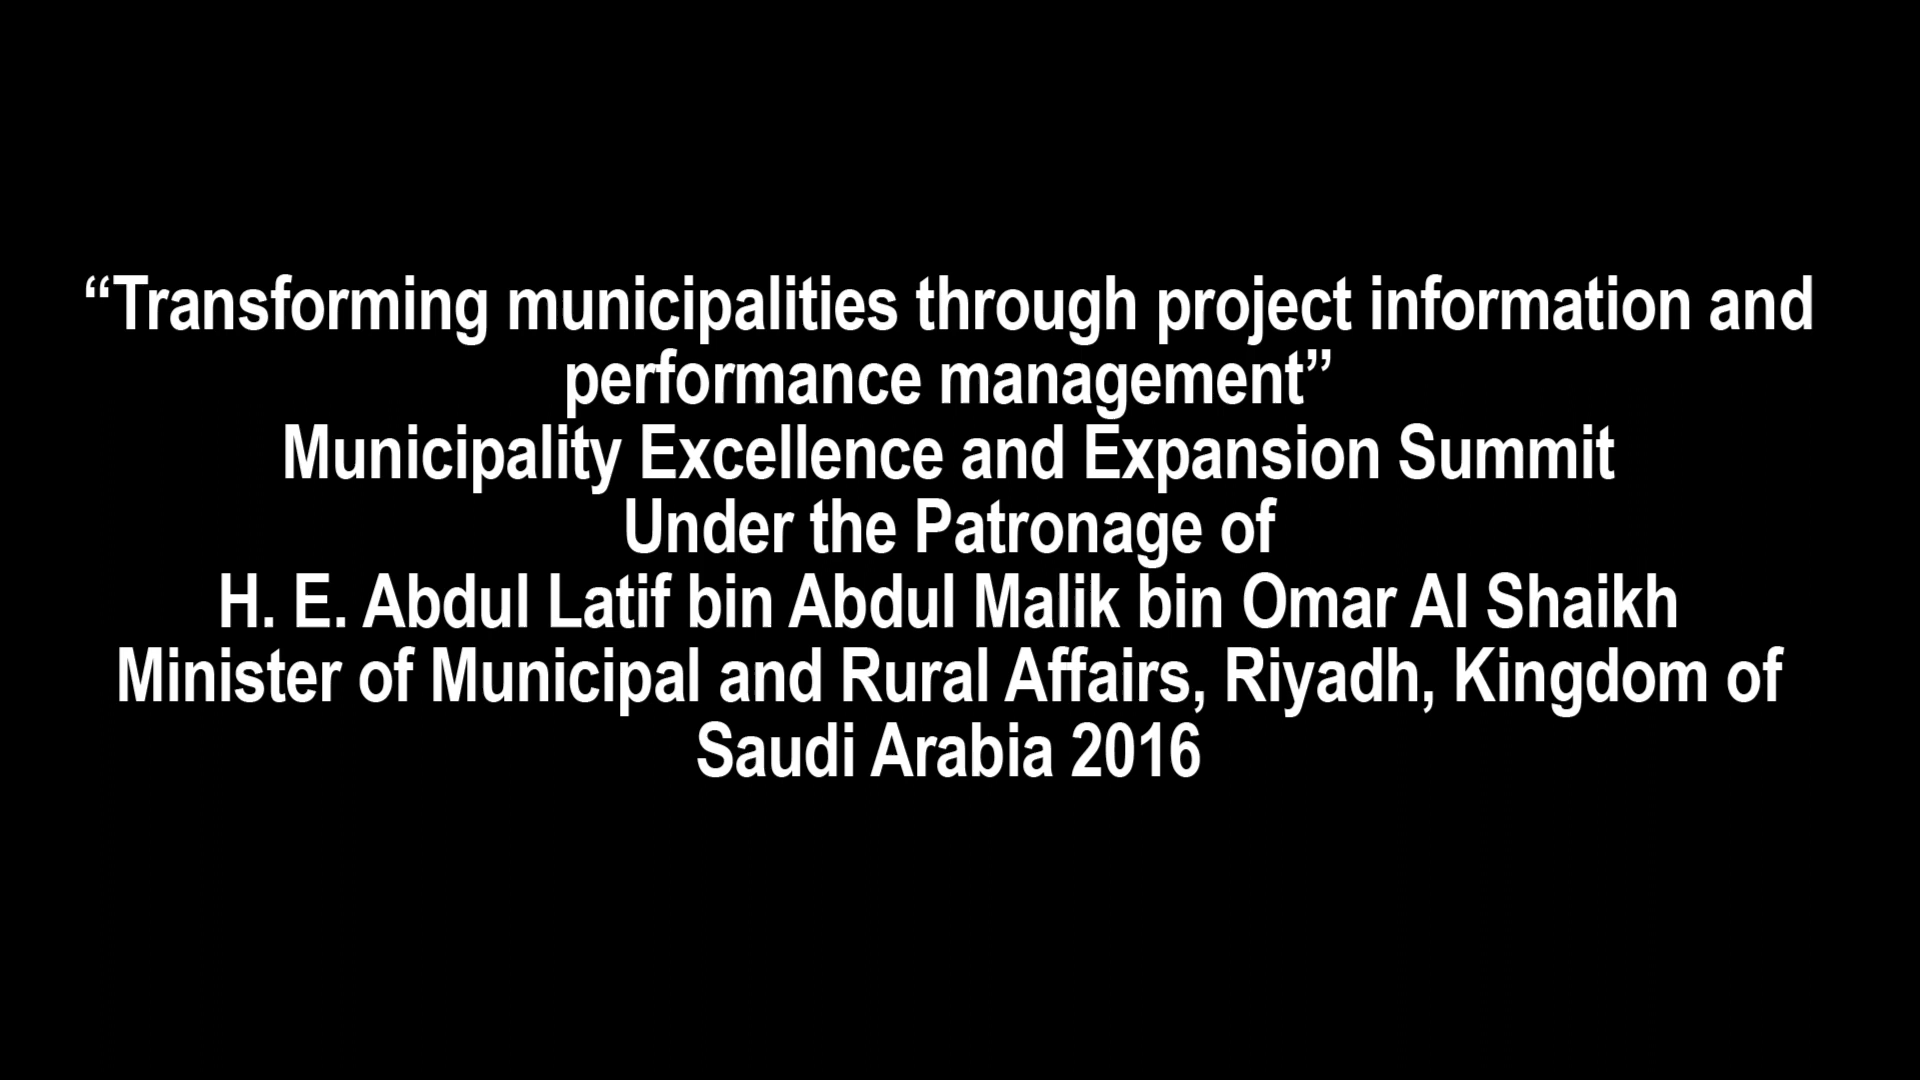 “Transforming municipalities through project information and
performance management”
Municipality Excellence and Expansion Summit
Under the Patronage of
H. E. Abdul Latif bin Abdul Malik bin Omar Al Shaikh
Minister of Municipal and Rural Affairs, Riyadh, Kingdom of
Saudi Arabia 2016